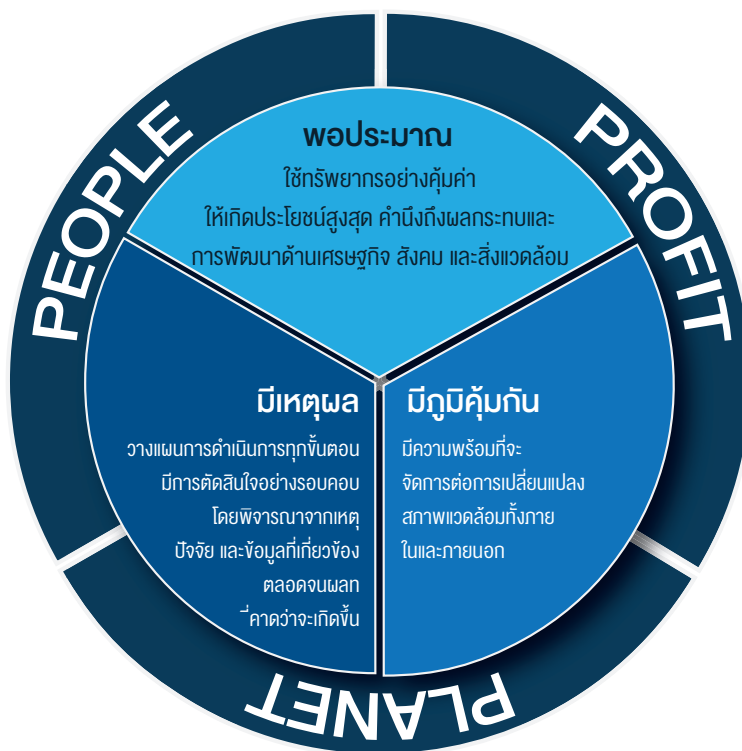 PEOPLE
PROFIT
พอประมาณ
ใช้ทรัพยากรอย่างคุ้มค่า
ให้เกิดประโยชน์สูงสุด คำนึงถึงผลกระทบและ
การพัฒนาด้านเศรษฐกิจ สังคม และสิ่งแวดล้อม
มีเหตุผล
วางแผนการดำเนินการทุกขั้นตอน
มีการตัดสินใจอย่างรอบคอบ
โดยพิจารณาจากเหตุ
ปัจจัย และข้อมูลที่เกี่ยวข้อง
ตลอดจนผลท
ี่คาดว่าจะเกิดขึ้น
มีภูมิคุ้มกัน
มีความพร้อมที่จะ
จัดการต่อการเปลี่ยนแปลง
สภาพแวดล้อมทั้งภาย
ในและภายนอก
PLANET